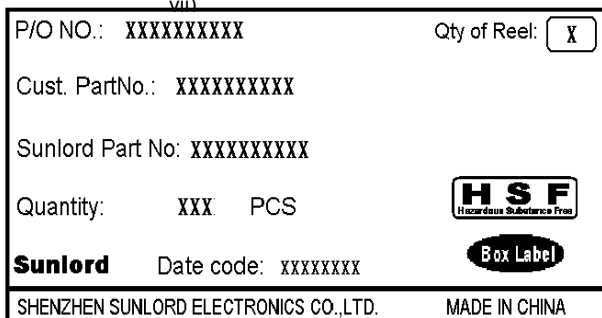 VII)
P/O NO.: XXXXXXXXXX Qty of Reel: X
Cust. PartNo.: XXXXXXXXXX
Sunlord Part No: XXXXXXXXXX
HSF
Quantity: XXX PCS Hazardous Substance Free
Sunlord Date code: XXXXXXXX Box Label
SHENZHEN SUNLORD ELECTRONICS CO.,LTD. MADE IN CHINA